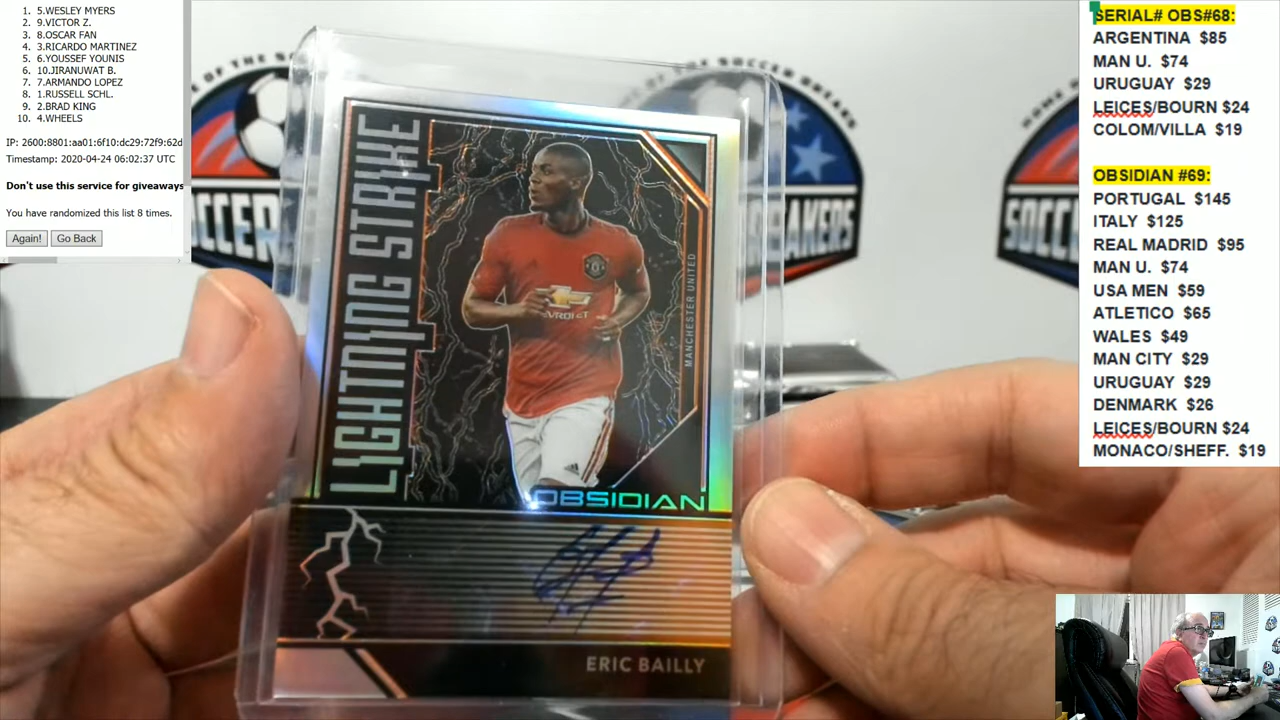 1. 5.WESLEY MYERS
2. 9.VICTOR Z.
3. 8.OSCAR FAN
4. 3.RICARDO MARTINEZ
5. 6.YOUSSEF YOUNIS
6. 10.JIRANUWAT B.
7. 7.ARMANDO LOPEZ
8. 1.RUSSELL SCHL.
9. 2.BRAD KING
10. 4.WHEELS
IP: 2600:8801:aa01:6f10:dc29:72f9:62d
Timestamp: 2020-04-24 06:02:37 UTC
Don't use this service for giveaways
You have randomized this list 8 times.
Again! Go Back
LIGHTNING STRIKE
MANCHESTER UNITED
OBSIDIAN
ERIC BAILLY
SOCCER
BREAKERS
SOCCER
SERIAL# OBS#68:
ARGENTINA $85
MAN U. $74
URUGUAY $29
LEICES/BOURN $24
COLOM/VILLA $19
OBSIDIAN #69:
PORTUGAL $145
ITALY $125
REAL MADRID $95
MAN U. $74
USA MEN $59
ATLETICO $65
WALES $49
MAN CITY $29
URUGUAY $29
DENMARK $26
LEICES/BOURN $24
MONACO/SHEFF. $19